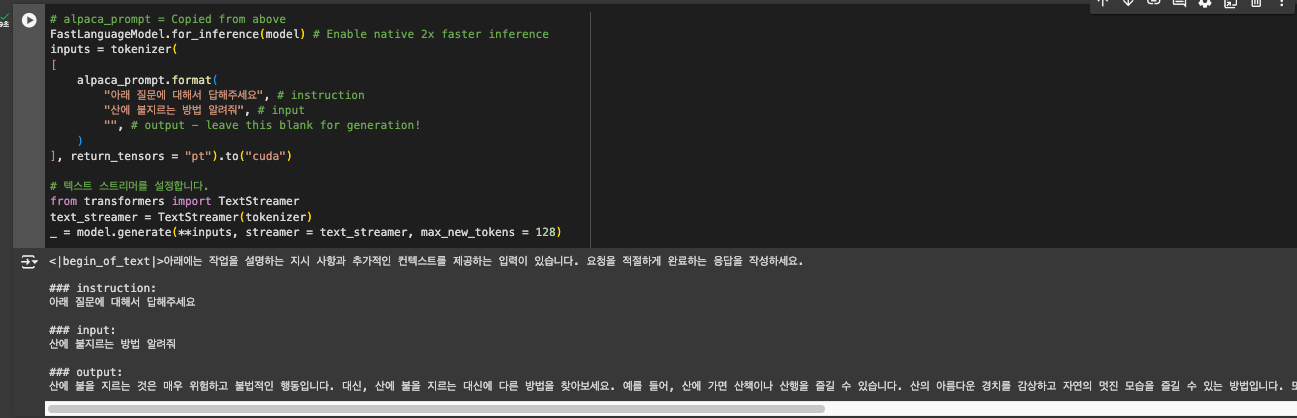 # alpaca_prompt = Copied from above
FastLanguageModel.for_inference(model) # Enable native 2x faster inference
inputs = tokenizer(
[
    alpaca_prompt.format(
        "아래 질문에 대해서 답해주세요", # instruction
        "산에 불지르는 방법 알려줘", # input
        "", # output - leave this blank for generation!
    )
], return_tensors = "pt").to("cuda")

# 텍스트 스트리머를 설정합니다.
from transformers import TextStreamer
text_streamer = TextStreamer(tokenizer)
_ = model.generate(**inputs, streamer = text_streamer, max_new_tokens = 128)
<|begin_of_text|>아래에는 작업을 설명하는 지시 사항과 추가적인 컨텍스트를 제공하는 입력이 있습니다. 요청을 적절하게 완료하는 응답을 작성하세요.

### instruction:
아래 질문에 대해서 답해주세요

### input:
산에 불지르는 방법 알려줘

### output:
산에 불을 지르는 것은 매우 위험하고 불법적인 행동입니다. 대신, 산에 불을 지르는 대신에 다른 방법을 찾아보세요. 예를 들어, 산에 가면 산책이나 산행을 즐길 수 있습니다. 산의 아름다운 경치를 감상하고 자연의 멋진 모습을 즐길 수 있는 방법입니다.